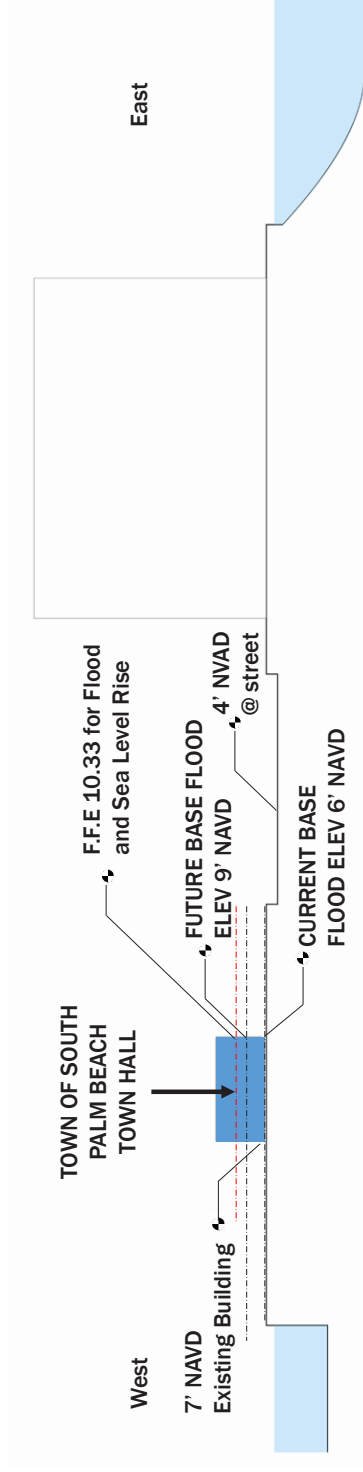 West
East
TOWN OF SOUTH
PALM BEACH
TOWN HALL
F.F.E 10.33 for Flood
and Sea Level Rise
7’ NAVD
Existing Building
FUTURE BASE FLOOD
ELEV 9’ NAVD
4’ NVAD
@ street
CURRENT BASE
FLOOD ELEV 6’ NAVD